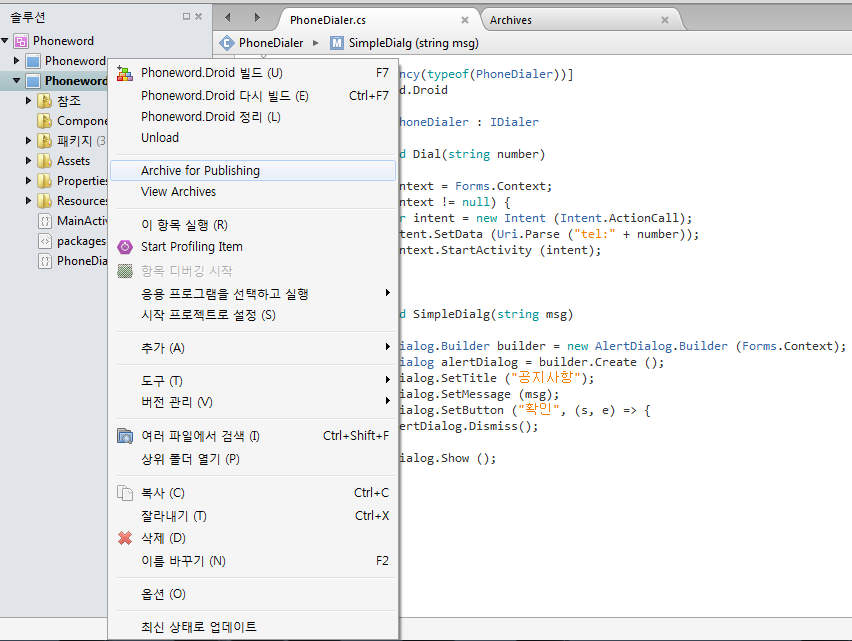 솔루션
Phoneword
Phoneword
Phoneword
참조
Compone
패키지 (3
Assets
Properties
Resources
MainActiv
packages
PhoneDia
Phoneword.Droid 빌드 (U) F7
Phoneword.Droid 다시 빌드 (E) Ctrl+F7
Phoneword.Droid 정리 (L)
Unload
Archive for Publishing
View Archives
이 항목 실행 (R)
Start Profiling Item
항목 디버깅 시작
응용 프로그램을 선택하고 실행
시작 프로젝트로 설정 (S)
추가 (A)
도구 (T)
버전 관리 (V)
여러 파일에서 검색 (I) Ctrl+Shift+F
상위 폴더 열기 (P)
복사 (C) Ctrl+C
잘라내기 (T) Ctrl+X
삭제 (D)
이름 바꾸기 (N) F2
옵션 (O)
최신 상태로 업데이트
PhoneDialer.cs
Archives
PhoneDialer SimpleDialg (string msg)
ncy(typeof(PhoneDialer))]
d.Droid
honeDialer : IDialer
d Dial(string number)
ntext = Forms.Context;
ntext != null) {
r intent = new Intent (Intent.ActionCall);
tent.SetData (Uri.Parse ("tel:" + number));
ntext.StartActivity (intent);
d SimpleDialg(string msg)
ialog.Builder builder = new AlertDialog.Builder (Forms.Context);
ialog alertDialog = builder.Create ();
ialog.SetTitle ("공지사항");
ialog.SetMessage (msg);
ialog.SetButton ("확인", (s, e) => {
ertDialog.Dismiss();
ialog.Show ();